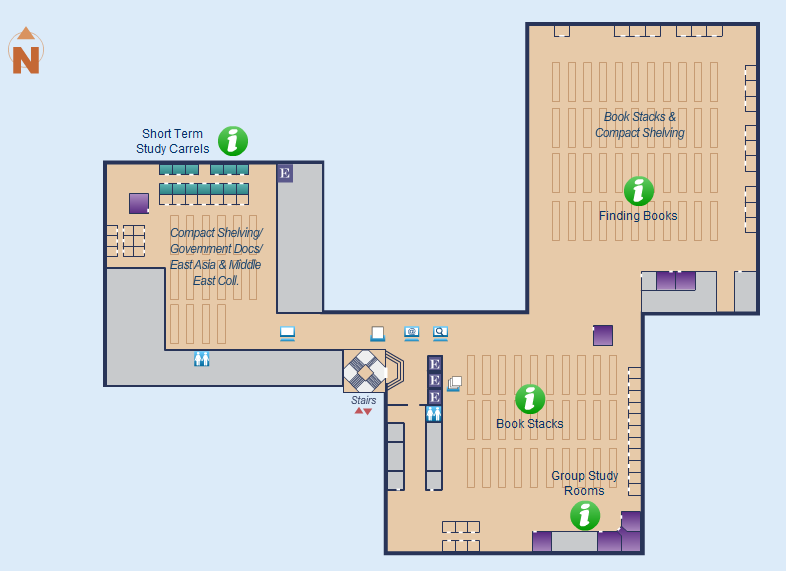 N
Short Term
Study Carrels
E
Compact Shelving/
Government Docs/
East Asia & Middle
East Coll.
Book Stacks &
Compact Shelving
Finding Books
@
Stairs
E
E
E
Book Stacks
Group Study
Rooms